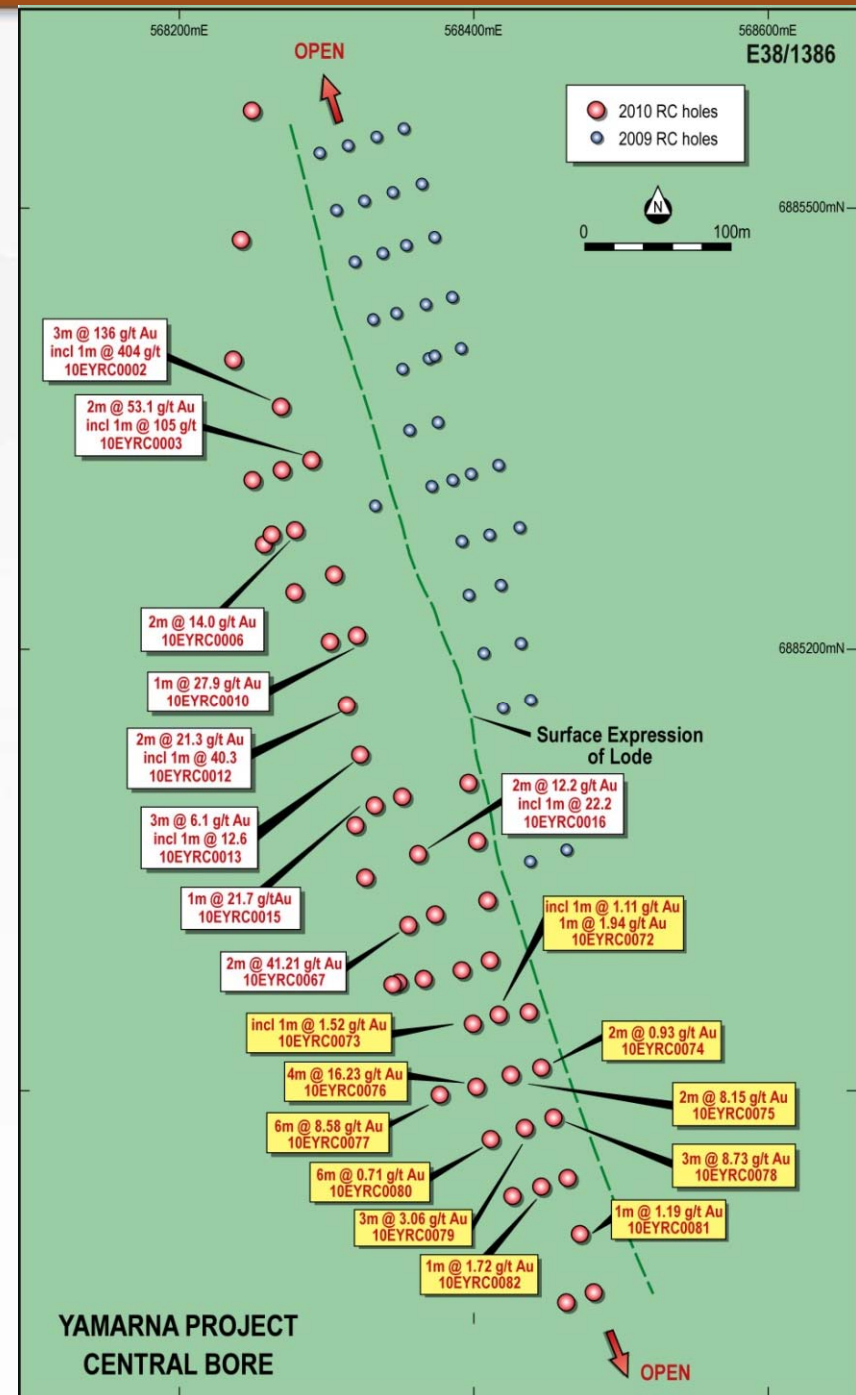 568200mE
568400mE
568600mE
E38/1386
OPEN
2010 RC holes
2009 RC holes
N
0
100m
6885500mN
3m @ 136 g/t Au
incl 1m @ 404 g/t
10EYRC0002
2m @ 53.1 g/t Au
incl 1m @ 105 g/t
10EYRC0003
2m @ 14.0 g/t Au
10EYRC0006
6885200mN
1m @ 27.9 g/t Au
10EYRC0010
2m @ 21.3 g/t Au
incl 1m @ 40.3
10EYRC0012
Surface Expression
of Lode
3m @ 6.1 g/t Au
incl 1m @ 12.6
10EYRC0013
2m @ 12.2 g/t Au
incl 1m @ 22.2
10EYRC0016
1m @ 21.7 g/tAu
10EYRC0015
incl 1m @ 1.11 g/t Au
1m @ 1.94 g/t Au
10EYRC0072
2m @ 41.21 g/t Au
10EYRC0067
incl 1m @ 1.52 g/t Au
10EYRC0073
2m @ 0.93 g/t Au
10EYRC0074
4m @ 16.23 g/t Au
10EYRC0076
2m @ 8.15 g/t Au
10EYRC0075
6m @ 8.58 g/t Au
10EYRC0077
3m @ 8.73 g/t Au
10EYRC0078
6m @ 0.71 g/t Au
10EYRC0080
3m @ 3.06 g/t Au
10EYRC0079
1m @ 1.19 g/t Au
10EYRC0081
1m @ 1.72 g/t Au
10EYRC0082
YAMARNA PROJECT
CENTRAL BORE
OPEN